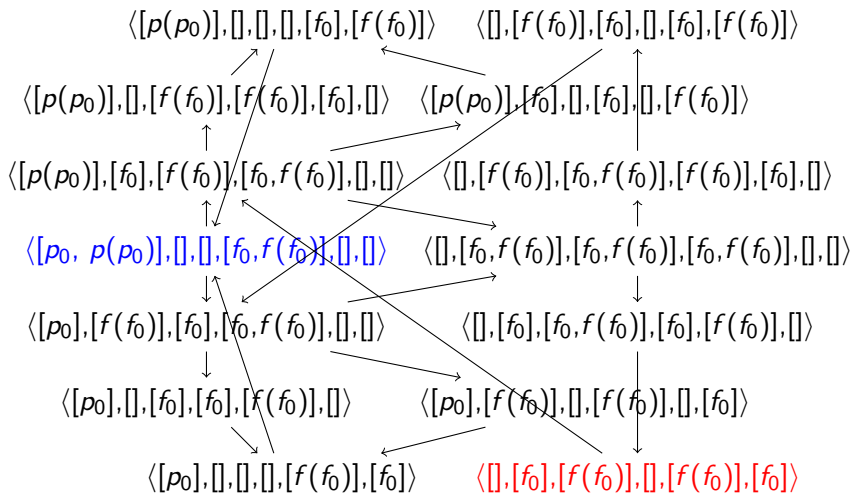 ⟨[p(p₀)],[],[],[],[f₀],[f(f₀)]⟩ ⟨[],[f(f₀)],[f₀],[],[f₀],[f(f₀)]⟩
⟨[p(p₀)],[],[f(f₀)],[f(f₀)],[f₀],[]⟩ ⟨[p(p₀)],[f₀],[],[f₀],[],[f(f₀)]⟩
⟨[p(p₀)],[f₀],[f(f₀)],[f₀,f(f₀)],[],[]⟩ ⟨[],[f(f₀)],[f₀,f(f₀)],[f(f₀)],[f₀],[]⟩
⟨[p₀, p(p₀)],[],[],[f₀,f(f₀)],[],[]⟩ ⟨[],[f₀,f(f₀)],[f₀,f(f₀)],[f₀,f(f₀)],[],[]⟩
⟨[p₀],[f(f₀)],[f₀],[f₀,f(f₀)],[],[]⟩ ⟨[],[f₀],[f₀,f(f₀)],[f₀],[f(f₀)],[]⟩
⟨[p₀],[],[f₀],[f₀],[f(f₀)],[]⟩ ⟨[p₀],[f(f₀)],[],[f(f₀)],[],[f₀]⟩
⟨[p₀],[],[],[],[f(f₀)],[f₀]⟩ ⟨[],[f₀],[f(f₀)],[],[f(f₀)],[f₀]⟩